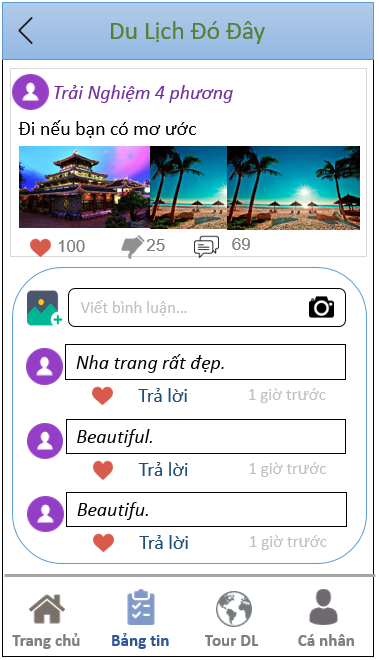 Du Lịch Đó Đây
Trải Nghiệm 4 phương
Đi nếu bạn có mơ ước
100 25 69
Viết bình luận...
Nha trang rất đẹp.
Trả lời 1 giờ trước
Beautiful.
Trả lời 1 giờ trước
Beautifu.
Trả lời 1 giờ trước
Trang chủ Bảng tin Tour DL Cá nhân